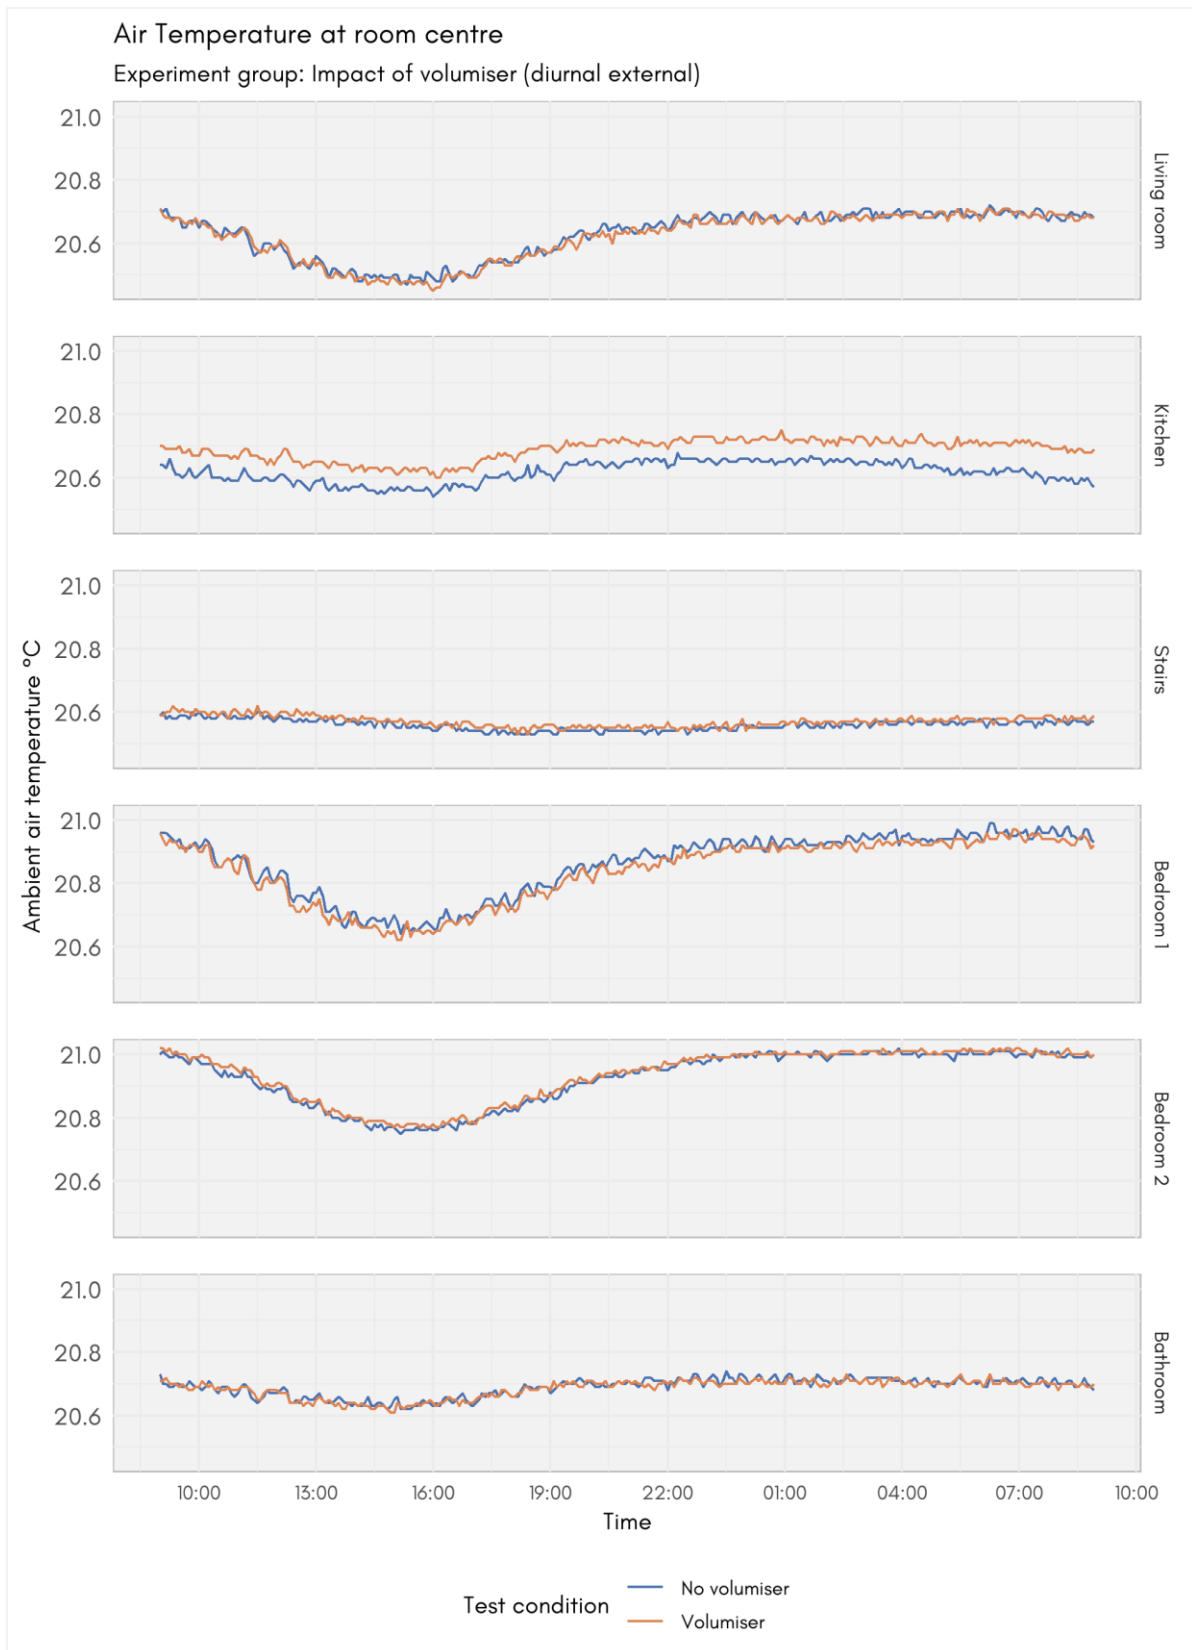 Air Temperature at room centre
Experiment group: Impact of volumiser (diurnal external)
21.0
20.8
20.6
Living room
21.0
20.8
20.6
Kitchen
21.0
20.8
20.6
Stairs
Ambient air temperature °C
21.0
20.8
20.6
Bedroom 1
21.0
20.8
20.6
Bedroom 2
21.0
20.8
20.6
Bathroom
10:00 13:00 16:00 19:00 22:00 01:00 04:00 07:00 10:00
Time
Test condition
No volumiser
Volumiser